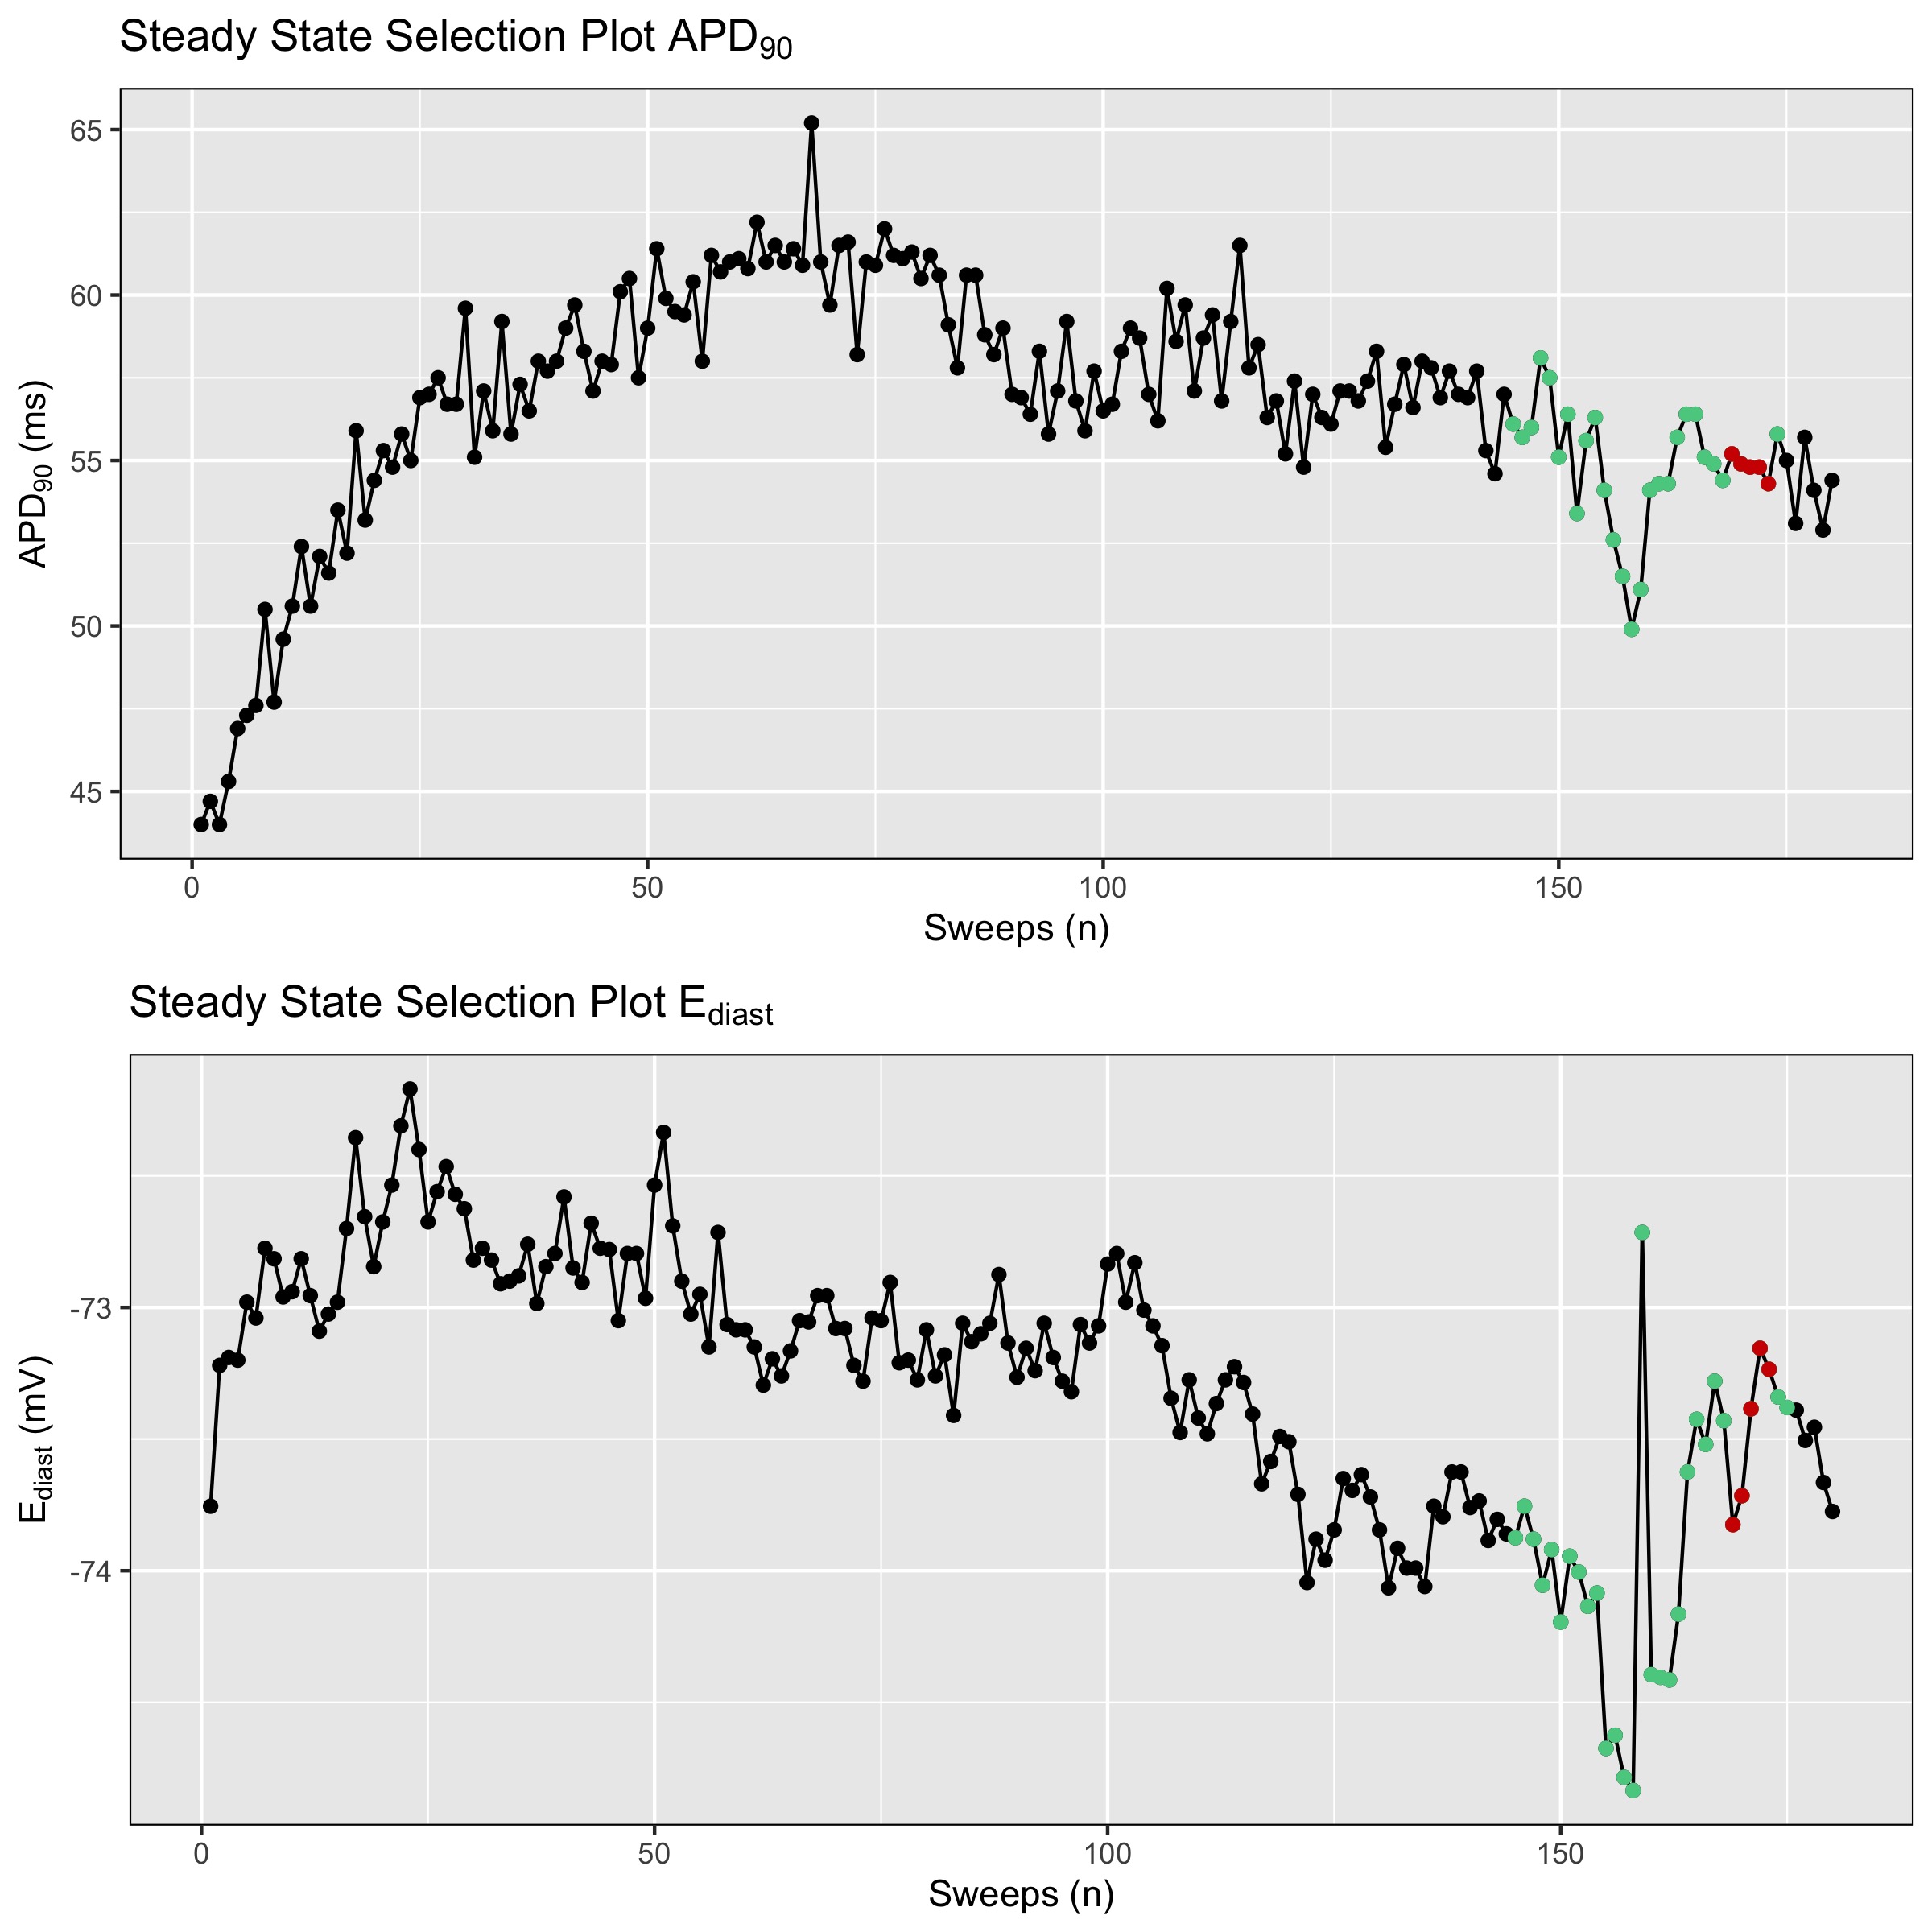 Steady State Selection Plot APD90
65
60
55
50
45
APD90 (ms)
0 50 100 150
Sweeps (n)
Steady State Selection Plot Ediast
-73
-74
Ediast (mV)
0 50 100 150
Sweeps (n)